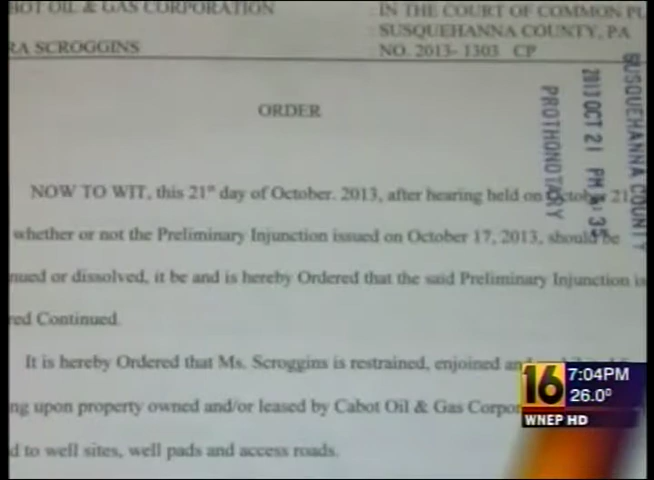 BOT OIL & GAS CORPORATION
IN THE COURT OF COMMON PL
SUSQUEHANNA COUNTY, PA
RA SCROGGINS
NO. 2013- 1303 CP
ORDER
SUSQUEHANNA COUNTY
2013 OCT 21 PM
PROTHONOTARY
NOW TO WIT, this 21st day of October. 2013, after hearing held on October 21
whether or not the Preliminary Injunction issued on October 17, 2013, should be
nued or dissolved, it be and is hereby Ordered that the said Preliminary Injunction is
red Continued.
It is hereby Ordered that Ms. Scroggins is restrained, enjoined
ng upon property owned and/or leased by Cabot Oil & Gas Corpor
d to well sites, well pads and access roads.
16
7:04PM
26.0°
WNEP HD